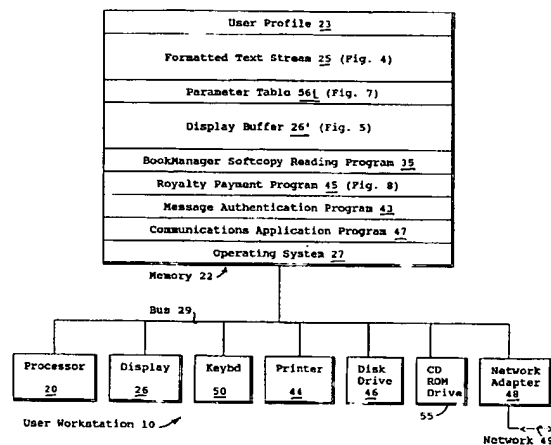 User Profile 23
Formatted Text Stream 25 (Fig. 4)
Parameter Table 56 (Fig. 7)
Display Buffer 26' (Fig. 5)
BookManager Softcopy Reading Program 35
Royalty Payment Program 45 (Fig. 8)
Message Authentication Program 43
Communications Application Program 47
Operating System 27
Memory 22
Bus 29
Processor
20
Display
26
Keybd
50
Printer
44
Disk
Drive
46
CD
ROM
Drive
55
Network
Adapter
48
User Workstation 10
Network 49